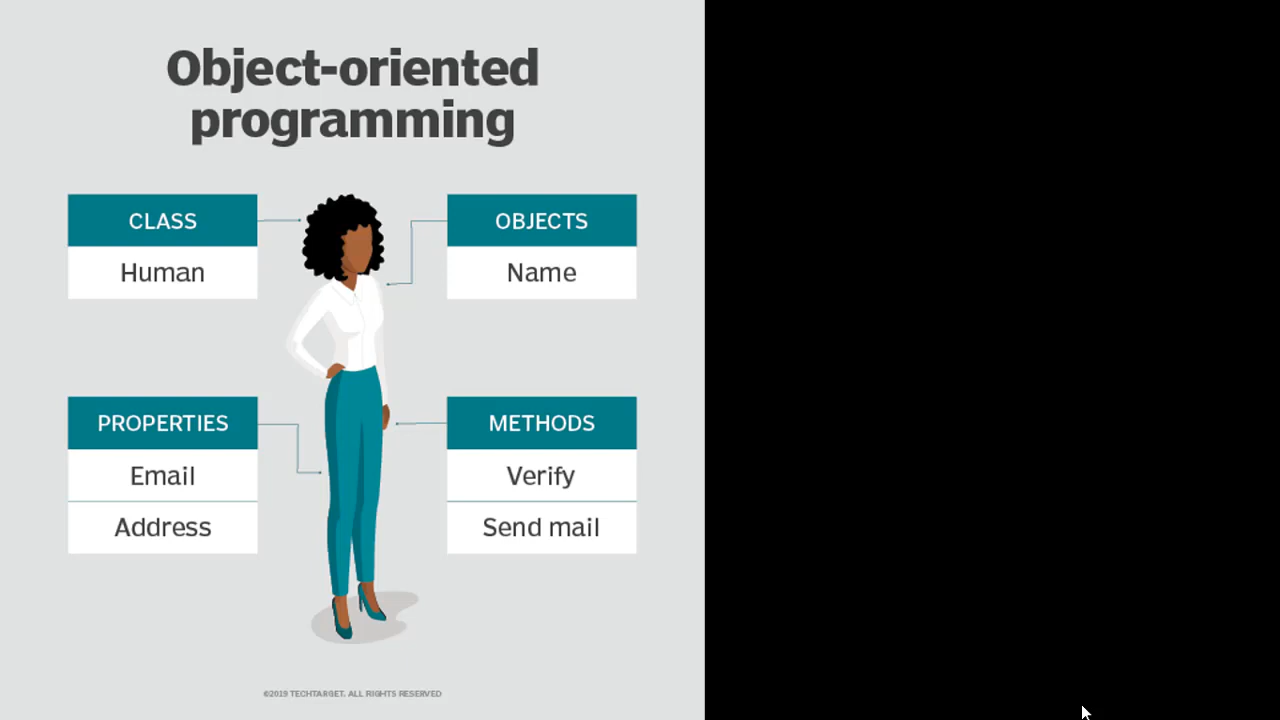 Object-oriented
programming
CLASS
Human
OBJECTS
Name
PROPERTIES
Email
Address
METHODS
Verify
Send mail
©2019 TECHTARGET. ALL RIGHTS RESERVED